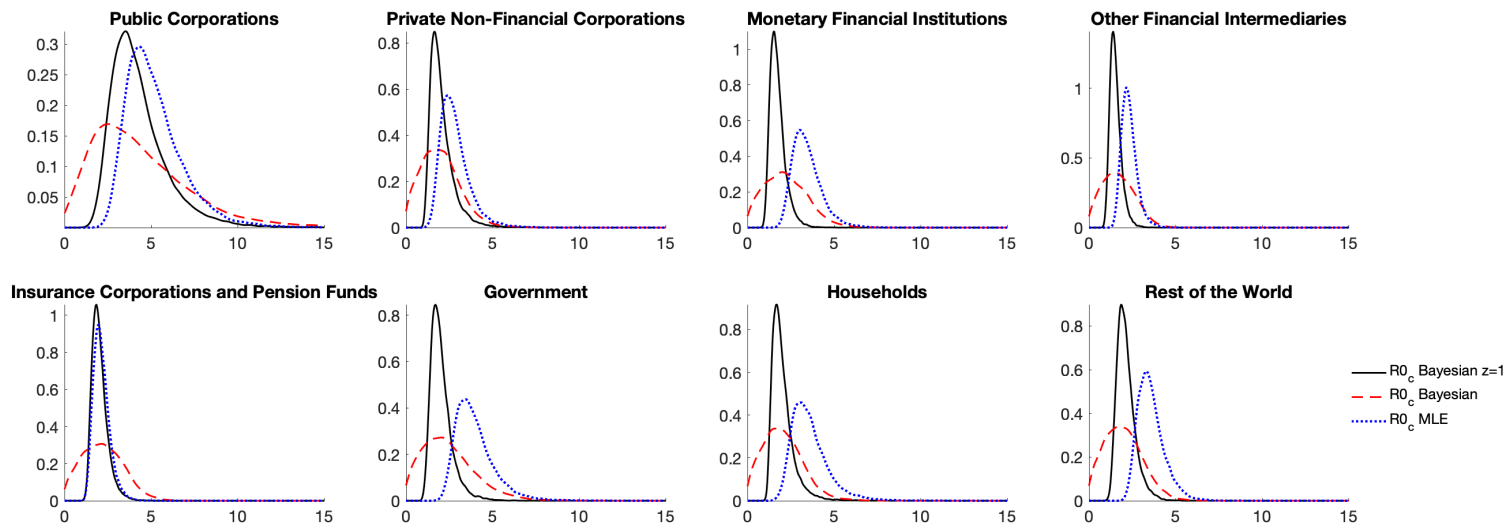 Public Corporations
0.3
0.25
0.2
0.15
0.1
0.05
0 5 10 15
Private Non-Financial Corporations
0.8
0.6
0.4
0.2
0
0 5 10 15
Monetary Financial Institutions
1
0.8
0.6
0.4
0.2
0
0 5 10 15
Other Financial Intermediaries
1
0.5
0
0 5 10 15
Insurance Corporations and Pension Funds
1
0.8
0.6
0.4
0.2
0
0 5 10 15
Government
0.8
0.6
0.4
0.2
0
0 5 10 15
Households
0.8
0.6
0.4
0.2
0
0 5 10 15
Rest of the World
0.8
0.6
0.4
0.2
0
0 5 10 15
R0c Bayesian z=1
R0c Bayesian
R0c MLE